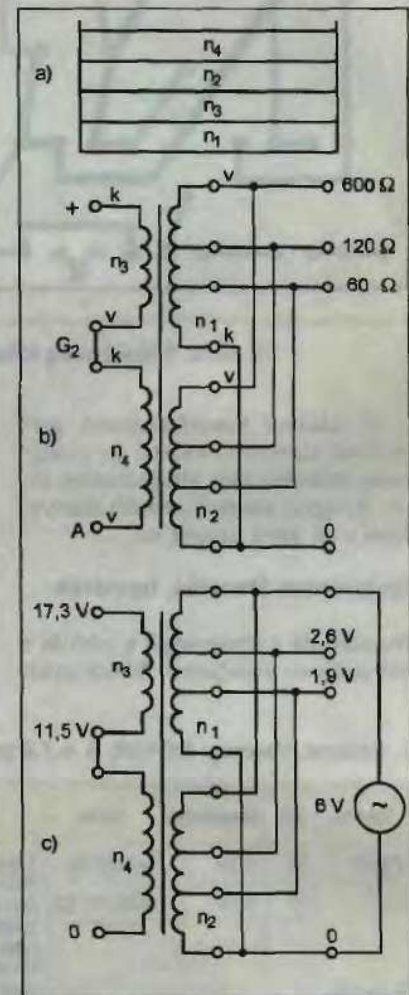 a)
n4
n2
n3
n1
v
600 Ω
+ k
120 Ω
n3
60 Ω
v
n1
k
G2
k
v
n4
b)
n2
A v
0
17,3 V
2,6 V
n3
1,9 V
11,5 V
n1
6 V
~
c)
n4
n2
0
0